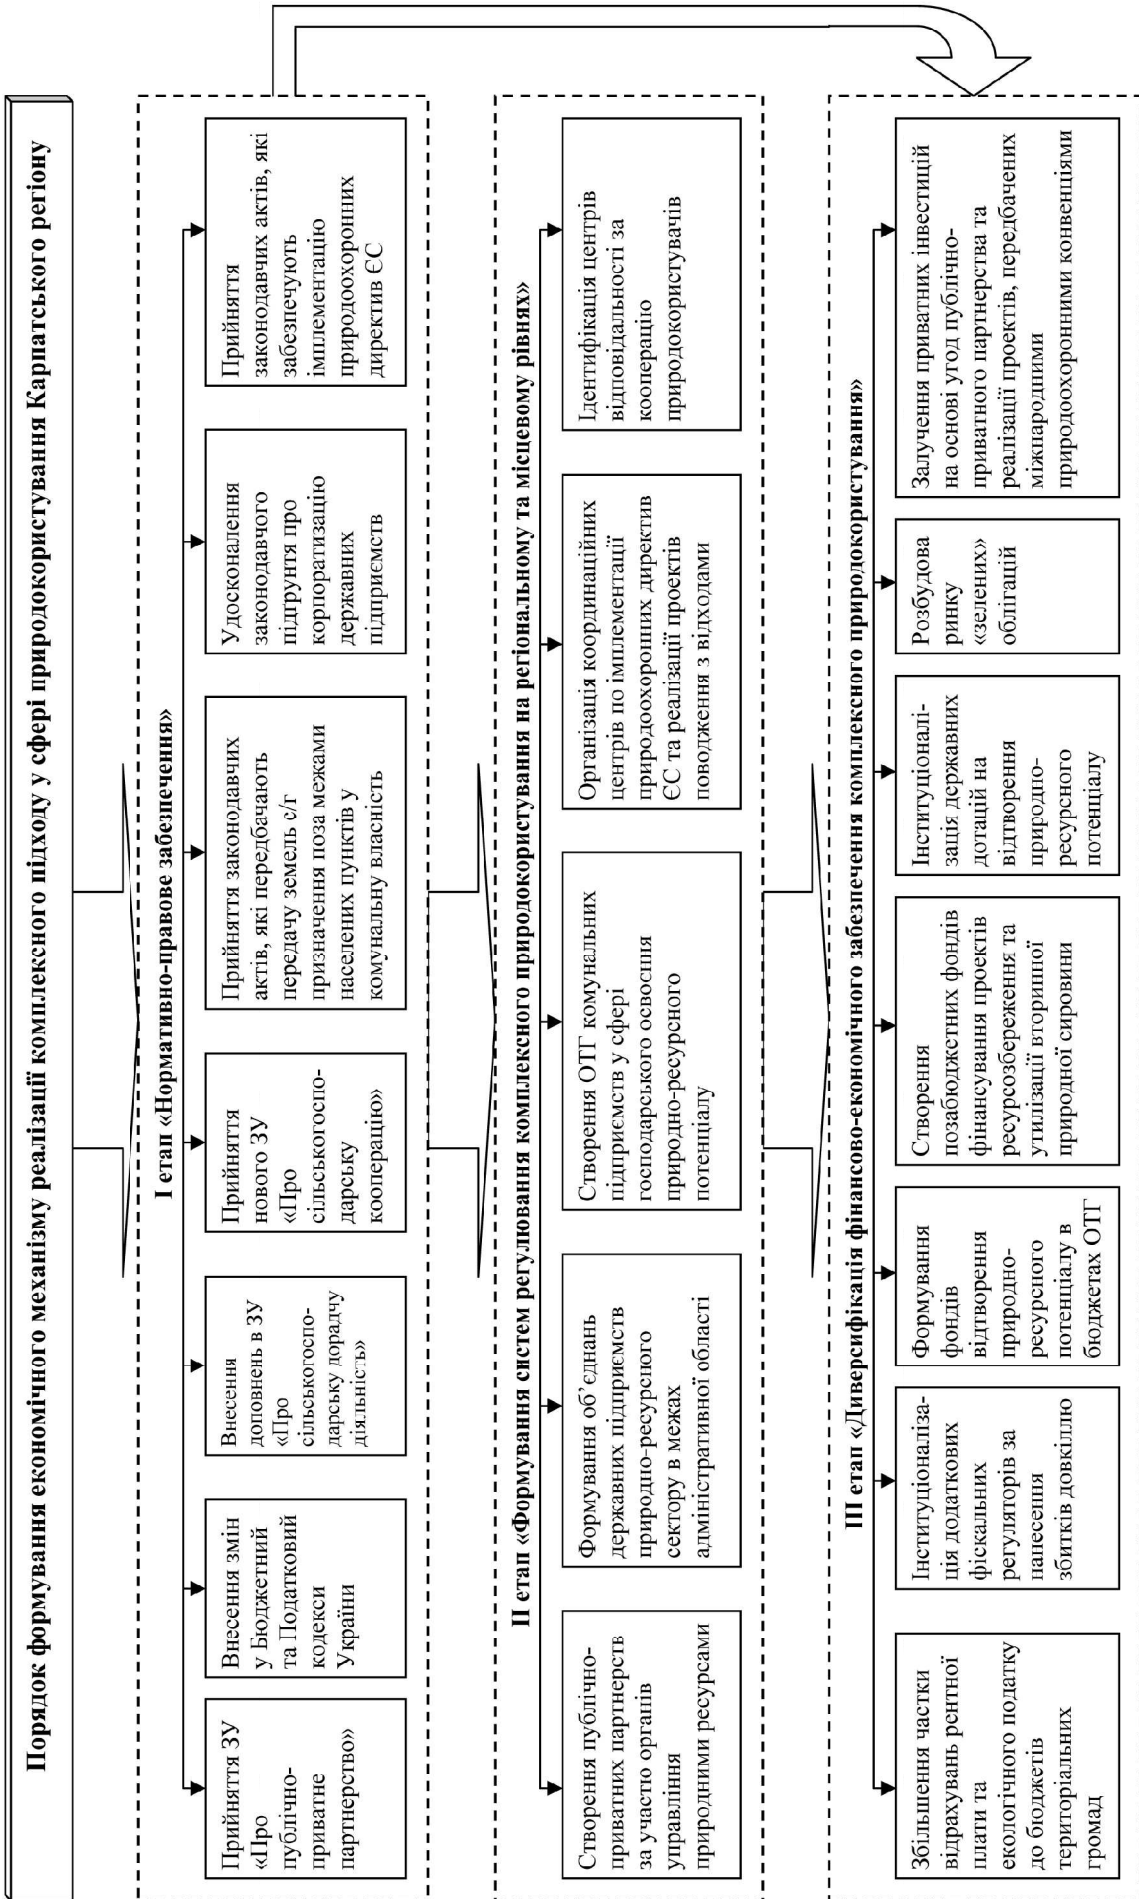 Порядок формування економічного механізму реалізації комплексного підходу у сфері природокористування Карпатського регіону
І етап «Нормативно-правове забезпечення»
Прийняття ЗУ
«Про
публічно-
приватне
партнерство»
Внесення змін
у Бюджетний
та Податковий
кодекси
України
Внесення
доповнень в ЗУ
«Про
сільськогоспо-
дарську дорадчу
діяльність»
Прийняття
нового ЗУ
«Про
сільськогоспо-
дарську
кооперацію»
Прийняття законодавчих
актів, які передбачають
передачу земель с/г
призначення поза межами
населених пунктів у
комунальну власність
Удосконалення
законодавчого
підґрунтя про
корпоратизацію
державних
підприємств
Прийняття
законодавчих актів, які
забезпечують
імплементацію
природоохоронних
директив ЄС
ІІ етап «Формування систем регулювання комплексного природокористування на регіональному та місцевому рівнях»
Створення публічно-
приватних партнерств
за участю органів
управління
природними ресурсами
Формування об’єднань
державних підприємств
природно-ресурсного
сектору в межах
адміністративної області
Створення ОТГ комунальних
підприємств у сфері
господарського освоєння
природно-ресурсного
потенціалу
Організація координаційних
центрів по імплементації
природоохоронних директив
ЄС та реалізації проектів
поводження з відходами
Ідентифікація центрів
відповідальності за
кооперацію
природокористувачів
ІІІ етап «Диверсифікація фінансово-економічного забезпечення комплексного природокористування»
Збільшення частки
відрахувань рентної
плати та
екологічного податку
до бюджетів
територіальних
громад
Інституціоналіза-
ція додаткових
фіскальних
регуляторів за
нанесення
збитків довкіллю
Формування
фондів
відтворення
природно-
ресурсного
потенціалу в
бюджетах ОТГ
Створення
позабюджетних фондів
фінансування проектів
ресурсозбереження та
утилізації вторинної
природної сировини
Інституціоналі-
зація державних
дотацій на
відтворення
природно-
ресурсного
потенціалу
Розбудова
ринку
«зелених»
облігацій
Залучення приватних інвестицій
на основі угод публічно-
приватного партнерства та
реалізації проектів, передбачених
міжнародними
природоохоронними конвенціями